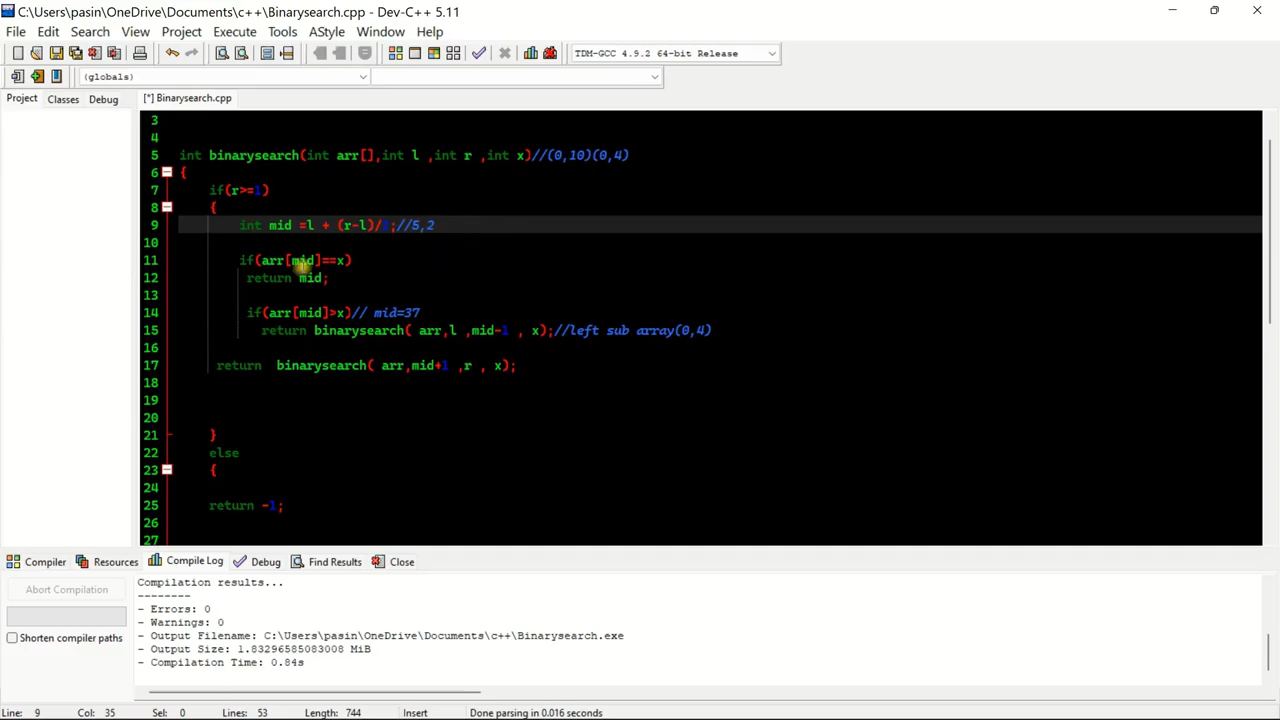 C:\Users\pasin\OneDrive\Documents\c++\Binarysearch.cpp - Dev-C++ 5.11
File Edit Search View Project Execute Tools AStyle Window Help
TDM-GCC 4.9.2 64-bit Release
(globals)
Project Classes Debug
[*] Binarysearch.cpp
3
4
5 int binarysearch(int arr[],int l ,int r ,int x)//(0,10)(0,4)
6 {
7 if(r>=1)
8 {
9 int mid =l + (r-l)/2;//5,2
10
11 if(arr[mid]==x)
12 return mid;
13
14 if(arr[mid]>x)// mid=37
15 return binarysearch( arr,l ,mid-1 , x);//left sub array(0,4)
16
17 return binarysearch( arr,mid+1 ,r , x);
18
19
20
21 }
22 else
23 {
24
25 return -1;
26
27
Compiler Resources Compile Log Debug Find Results Close
Abort Compilation
Shorten compiler paths
Compilation results...
--------
- Errors: 0
- Warnings: 0
- Output Filename: C:\Users\pasin\OneDrive\Documents\c++\Binarysearch.exe
- Output Size: 1.83296585083008 MiB
- Compilation Time: 0.84s
Line: 9 Col: 35 Sel: 0 Lines: 53 Length: 744 Insert Done parsing in 0.016 seconds